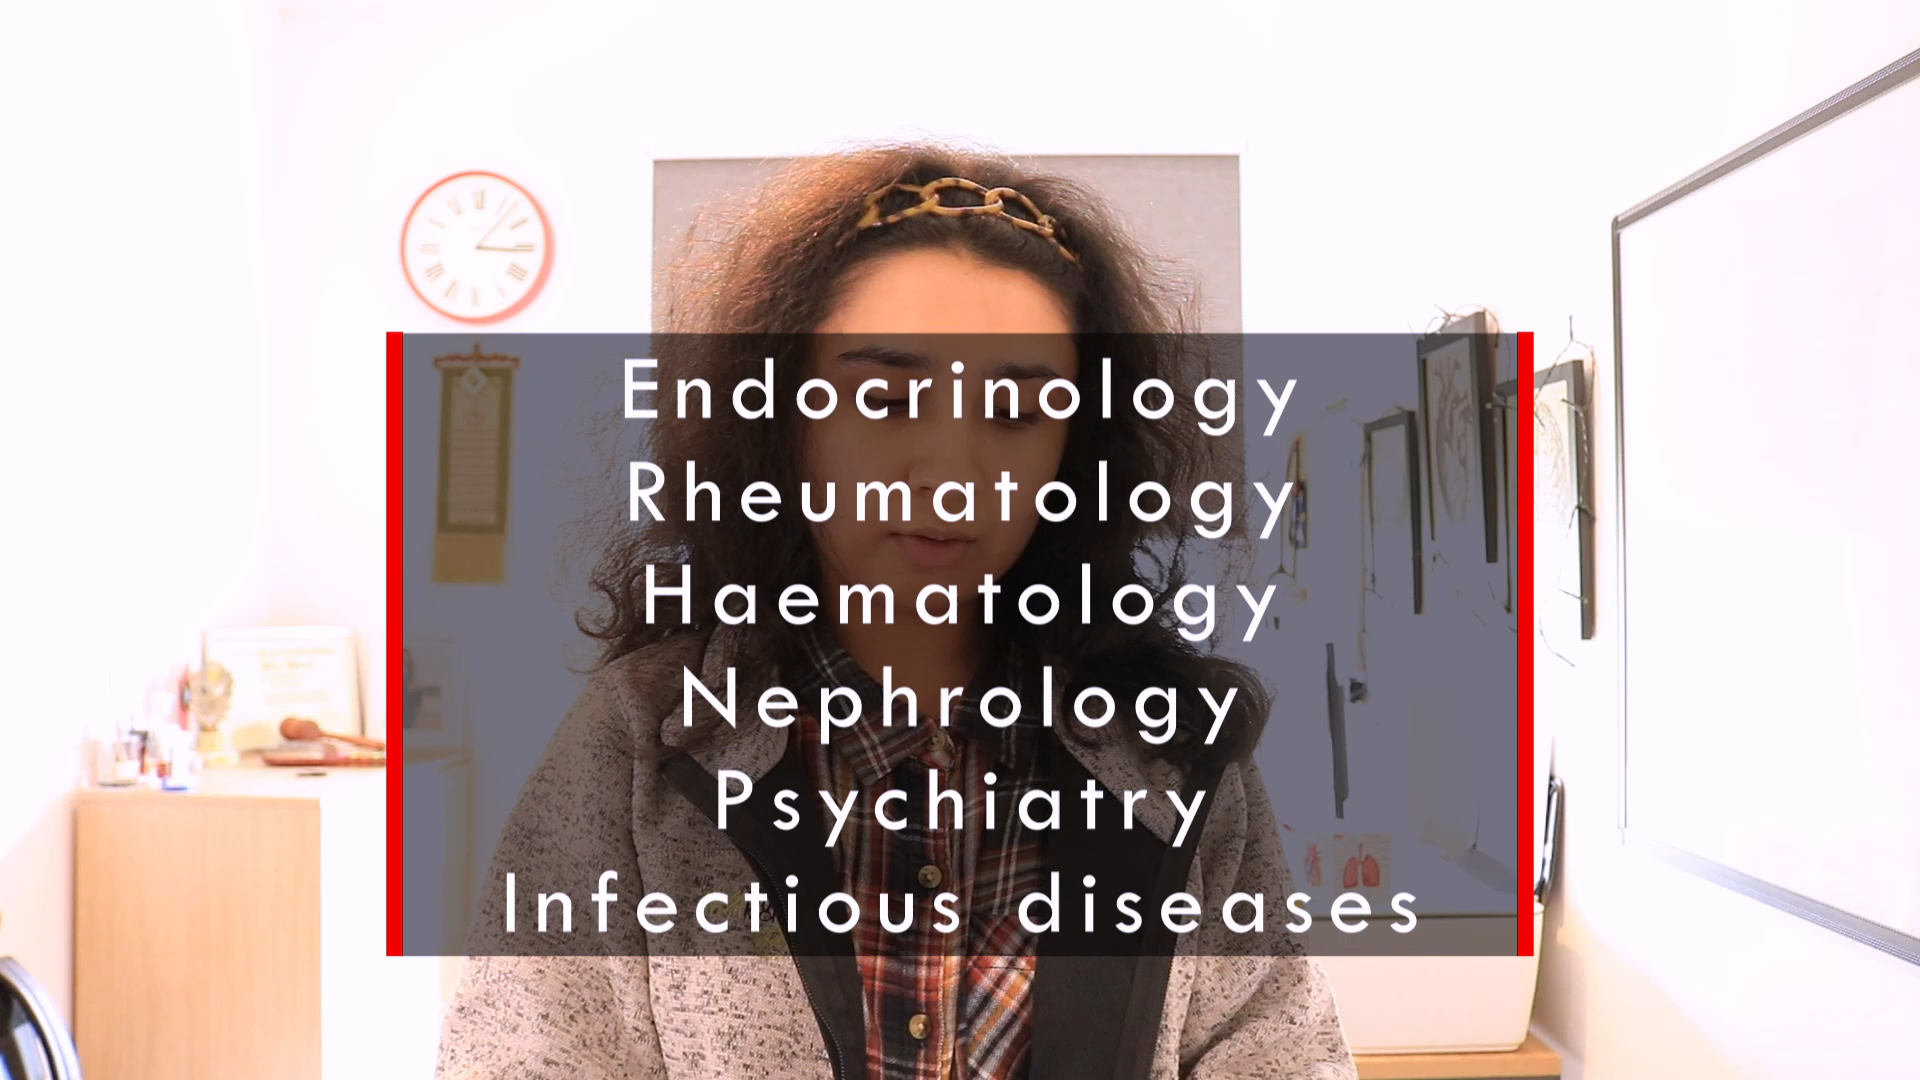 Endocrinology
Rheumatology
Haematology
Nephrology
Psychiatry
Infectious diseases